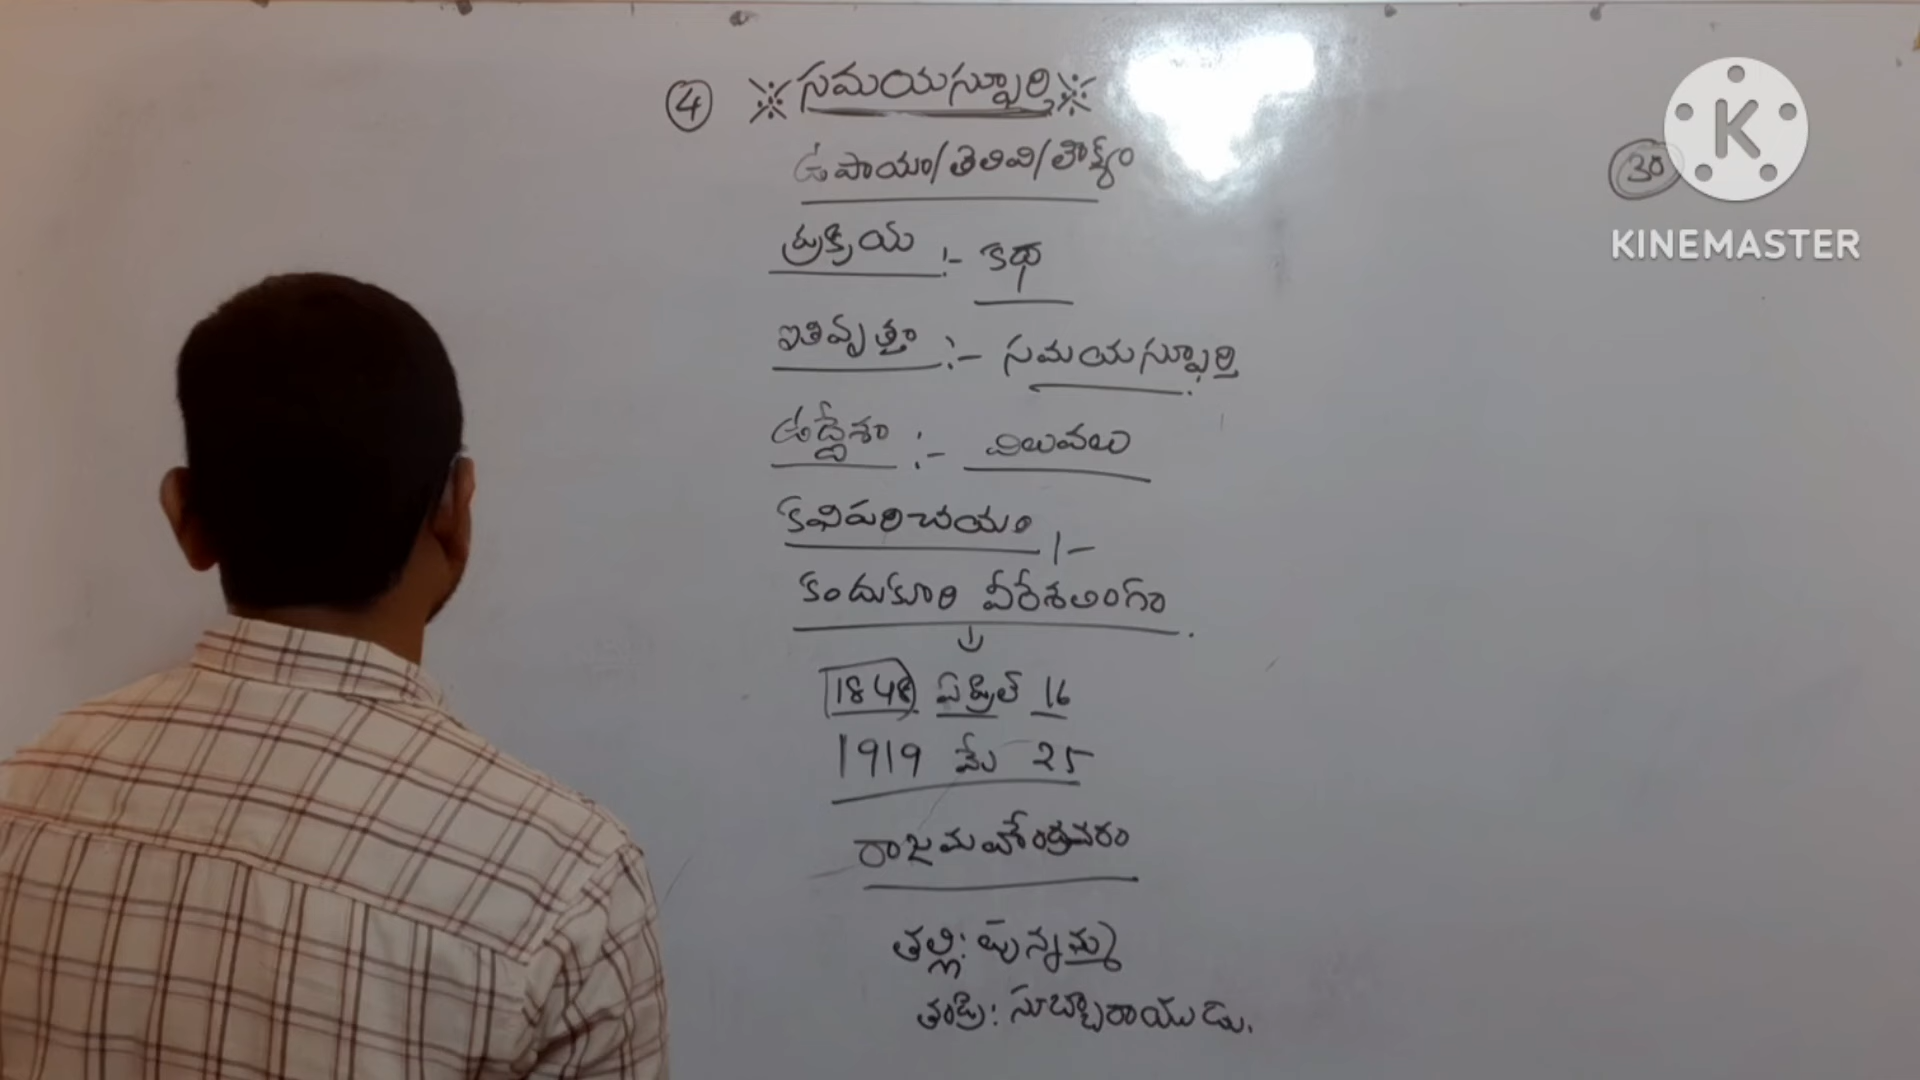 ④ ※సమయస్ఫూర్తి※
ఉపాయం/తెలివి/లౌక్యం
ప్రక్రియ :- కథ
ఇతివృత్తం :- సమయస్ఫూర్తి
ఉద్దేశం :- విలువలు
కవిపరిచయం :-
కందుకూరి వీరేశలింగం
1848 ఏప్రిల్ 16
1919 మే 25
రాజమహేంద్రవరం
తల్లి: పున్నమ్మ
తండ్రి: సుబ్బారాయుడు.
30
K
KINEMASTER